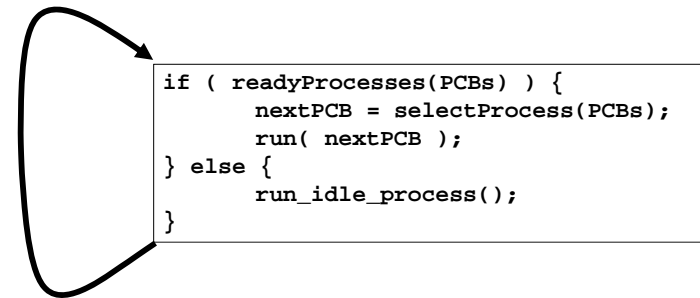 if ( readyProcesses(PCBs) ) {
nextPCB = selectProcess(PCBs);
run( nextPCB );
} else {
run_idle_process();
}